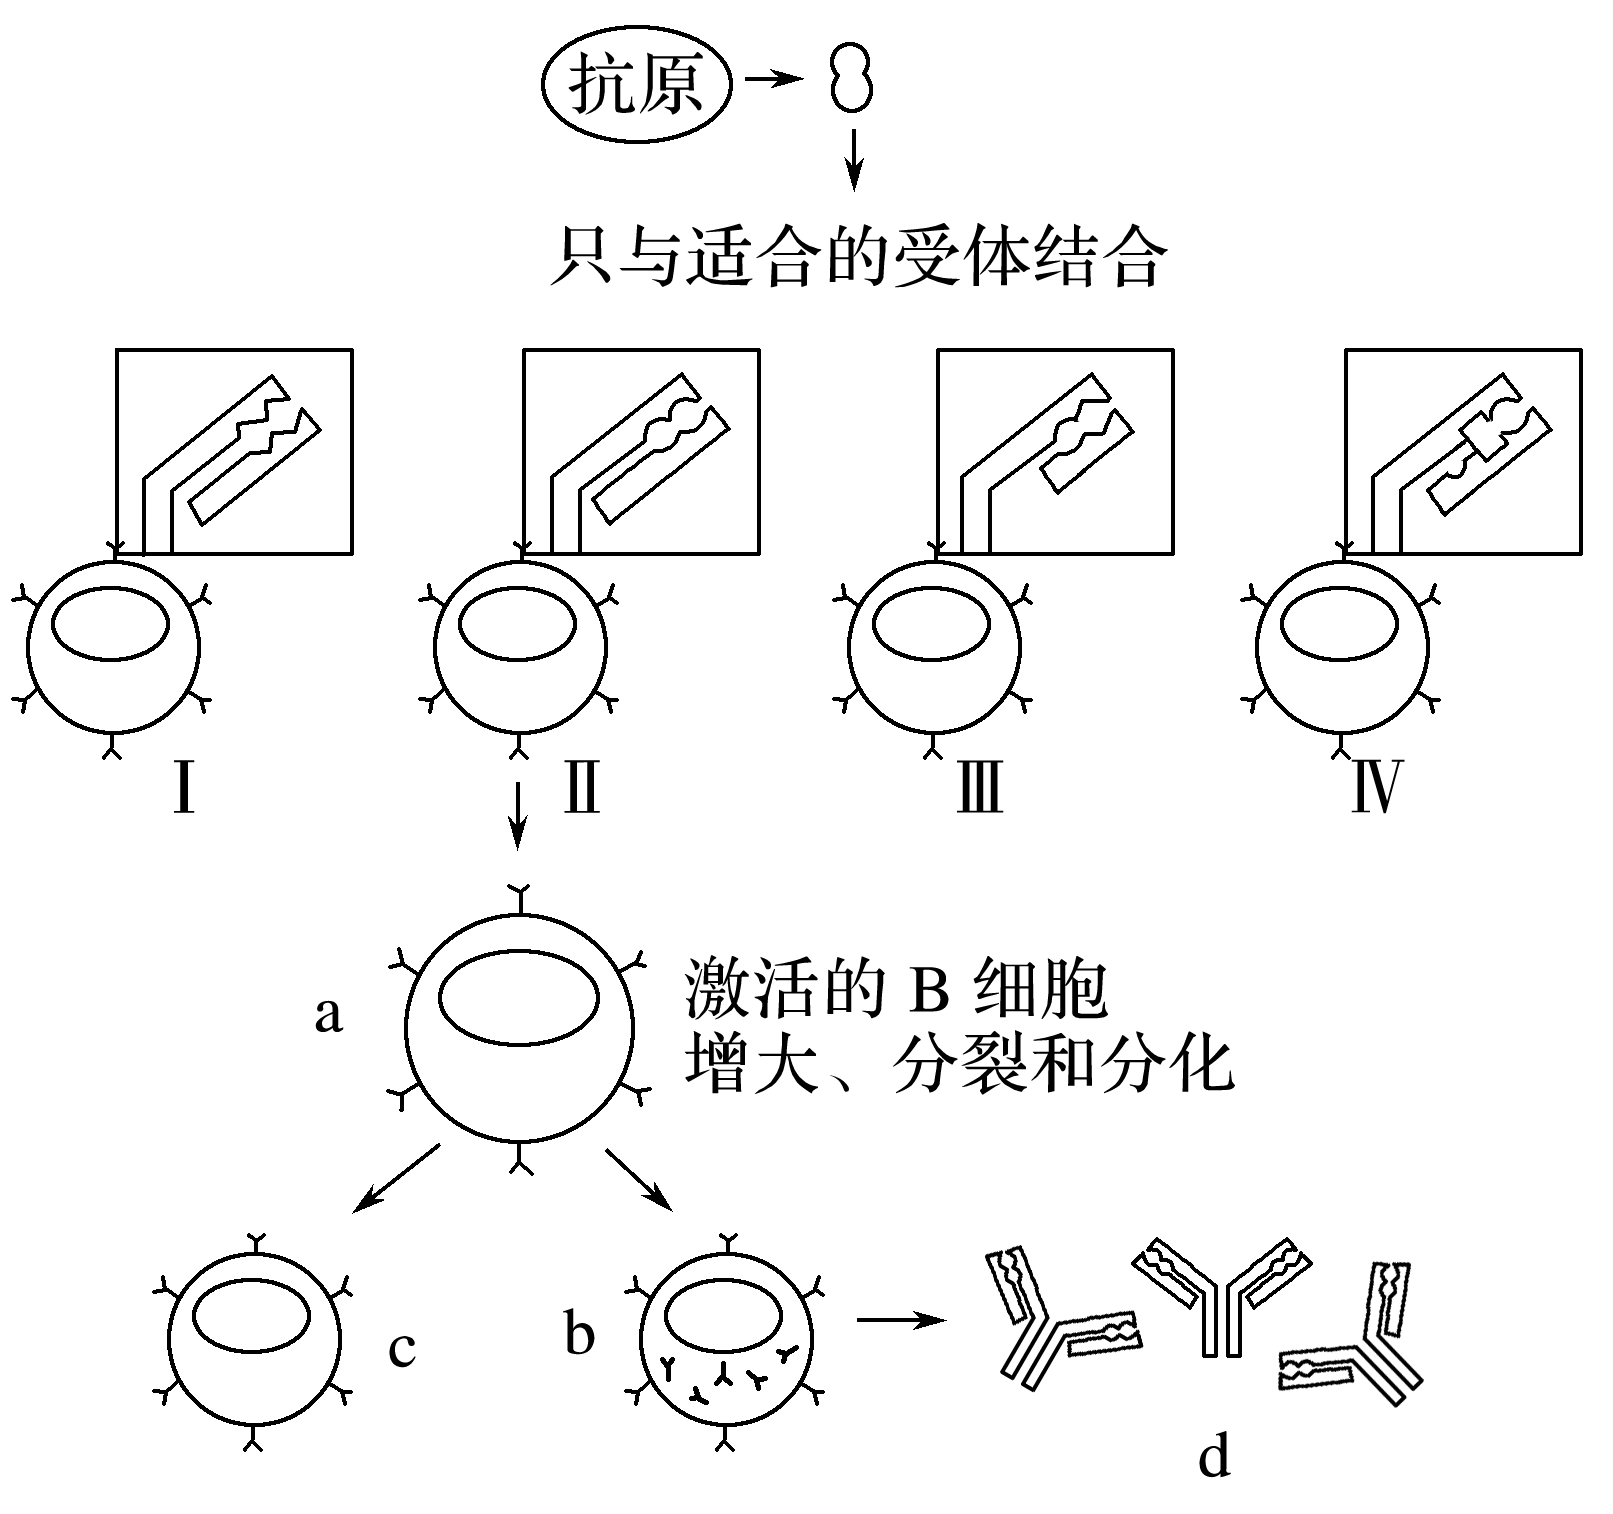 抗原
只与适合的受体结合
Ⅰ Ⅱ Ⅲ Ⅳ
a
激活的 B 细胞
增大、分裂和分化
c
b
d